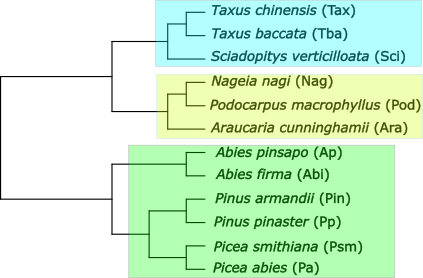 Taxus chinensis (Tax)
Taxus baccata (Tba)
Sciadopitys verticilloata (Sci)
Nageia nagi (Nag)
Podocarpus macrophyllus (Pod)
Araucaria cunninghamii (Ara)
Abies pinsapo (Ap)
Abies firma (Abi)
Pinus armandii (Pin)
Pinus pinaster (Pp)
Picea smithiana (Psm)
Picea abies (Pa)